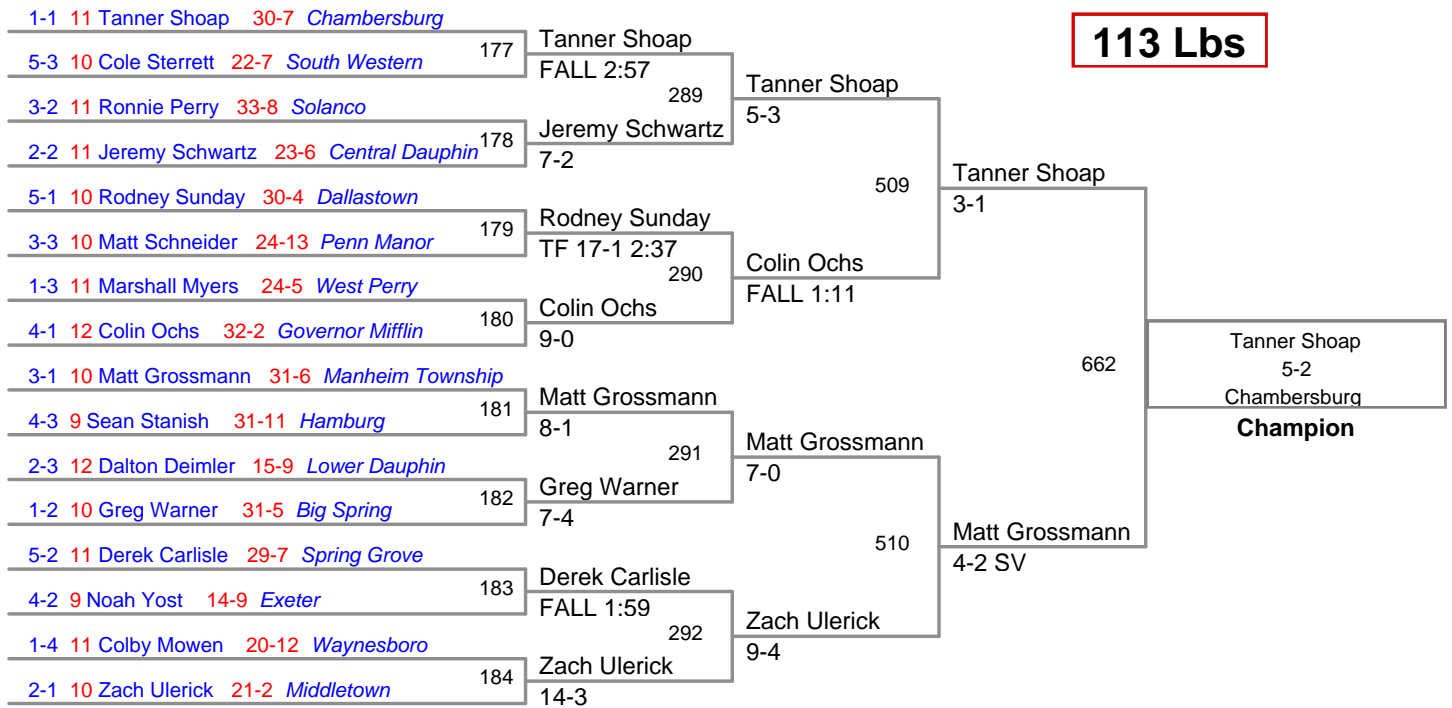 113 Lbs
1-1 11 Tanner Shoap 30-7 Chambersburg
5-3 10 Cole Sterrett 22-7 South Western
3-2 11 Ronnie Perry 33-8 Solanco
2-2 11 Jeremy Schwartz 23-6 Central Dauphin
5-1 10 Rodney Sunday 30-4 Dallastown
3-3 10 Matt Schneider 24-13 Penn Manor
1-3 11 Marshall Myers 24-5 West Perry
4-1 12 Colin Ochs 32-2 Governor Mifflin
3-1 10 Matt Grossmann 31-6 Manheim Township
4-3 9 Sean Stanish 31-11 Hamburg
2-3 12 Dalton Deimler 15-9 Lower Dauphin
1-2 10 Greg Warner 31-5 Big Spring
5-2 11 Derek Carlisle 29-7 Spring Grove
4-2 9 Noah Yost 14-9 Exeter
1-4 11 Colby Mowen 20-12 Waynesboro
2-1 10 Zach Ulerick 21-2 Middletown
177
178
179
180
181
182
183
184
Tanner Shoap
FALL 2:57
Jeremy Schwartz
7-2
Rodney Sunday
TF 17-1 2:37
Colin Ochs
9-0
Matt Grossmann
8-1
Greg Warner
7-4
Derek Carlisle
FALL 1:59
Zach Ulerick
14-3
289
290
291
292
Tanner Shoap
5-3
Colin Ochs
FALL 1:11
Matt Grossmann
7-0
Zach Ulerick
9-4
509
510
Tanner Shoap
3-1
Matt Grossmann
4-2 SV
662
Tanner Shoap
5-2
Chambersburg
Champion